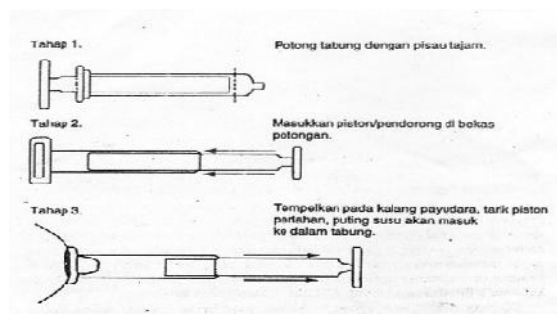 Tahap 1.
Potong tabung dengan pisau tajam.
Tahap 2.
Masukkan piston/pendorong di bekas
potongan.
Tahap 3.
Tempelkan pada kalang payudara, tarik piston
perlahan, puting susu akan masuk
ke dalam tabung.